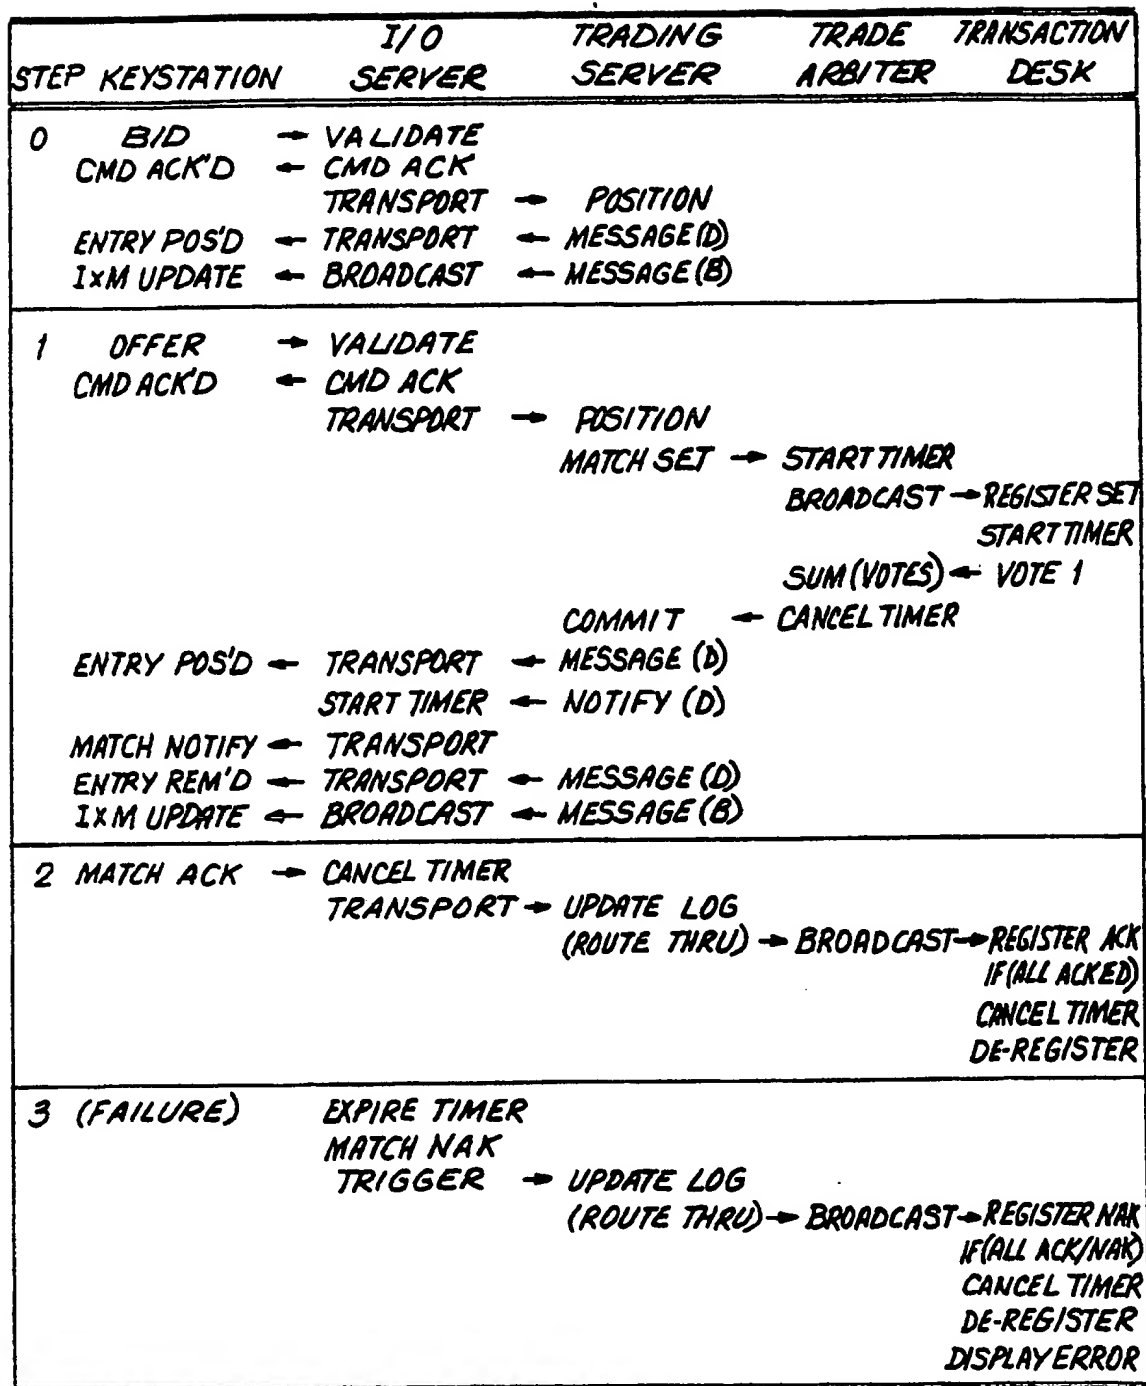 I/O TRADING TRADE TRANSACTION
STEP KEYSTATION SERVER SERVER ARBITER DESK
0 BID → VALIDATE
CMD ACK'D ← CMD ACK
TRANSPORT → POSITION
ENTRY POS'D ← TRANSPORT ← MESSAGE (D)
IxM UPDATE ← BROADCAST ← MESSAGE (B)
1 OFFER → VALIDATE
CMD ACK'D ← CMD ACK
TRANSPORT → POSITION
MATCH SET → START TIMER
BROADCAST → REGISTER SET
START TIMER
SUM (VOTES) ← VOTE 1
COMMIT ← CANCEL TIMER
ENTRY POS'D ← TRANSPORT ← MESSAGE (D)
START TIMER ← NOTIFY (D)
MATCH NOTIFY ← TRANSPORT
ENTRY REM'D ← TRANSPORT ← MESSAGE (D)
IxM UPDATE ← BROADCAST ← MESSAGE (B)
2 MATCH ACK → CANCEL TIMER
TRANSPORT → UPDATE LOG
(ROUTE THRU) → BROADCAST → REGISTER ACK
IF (ALL ACKED)
CANCEL TIMER
DE-REGISTER
3 (FAILURE) EXPIRE TIMER
MATCH NAK
TRIGGER → UPDATE LOG
(ROUTE THRU) → BROADCAST → REGISTER NAK
IF (ALL ACK/NAK)
CANCEL TIMER
DE-REGISTER
DISPLAY ERROR